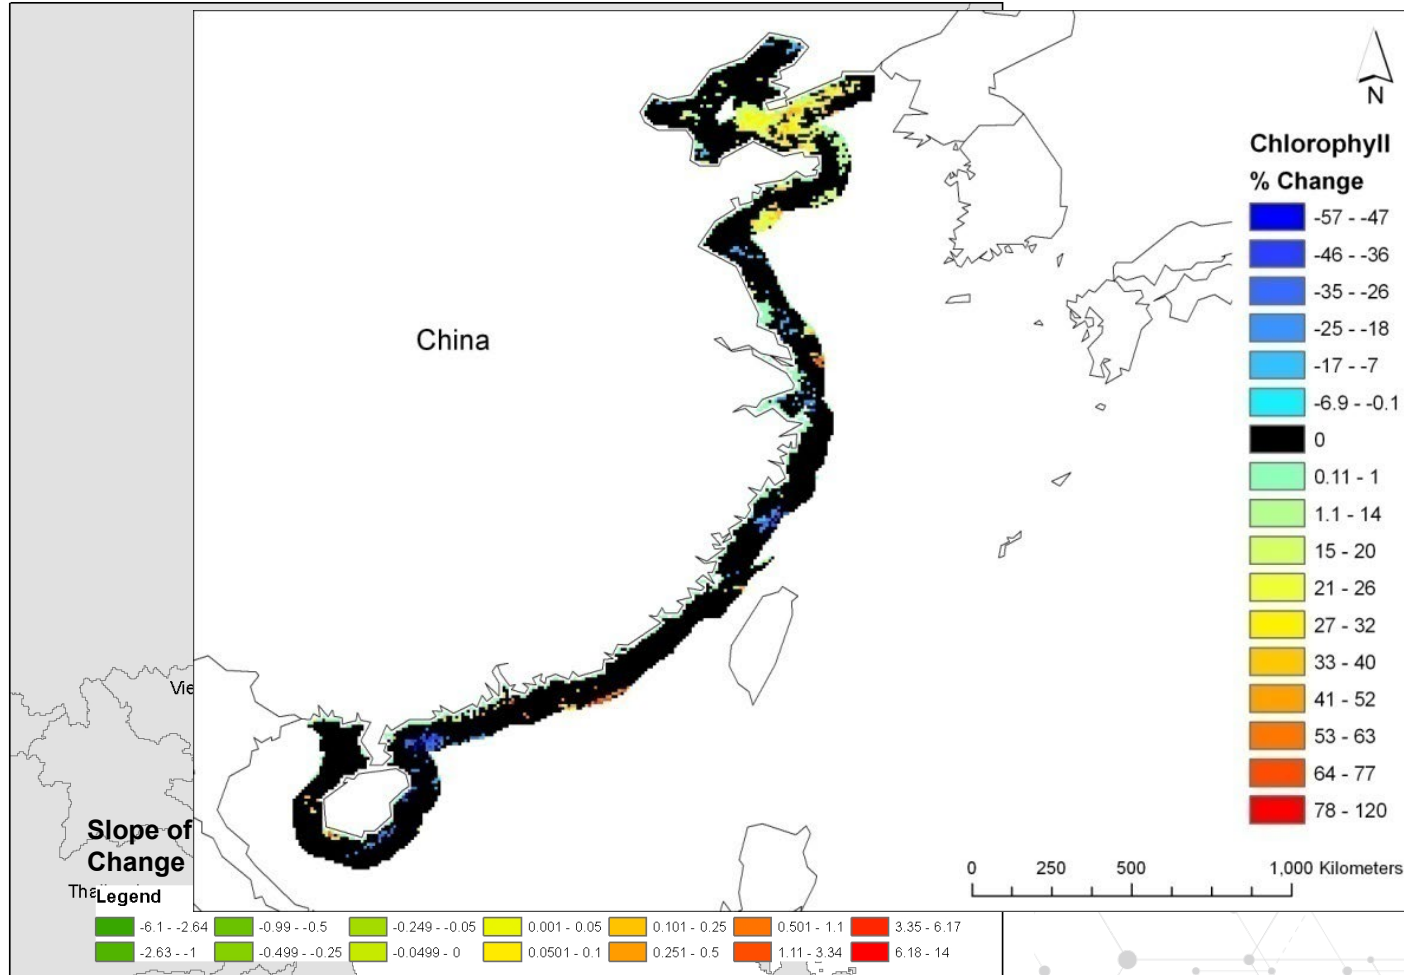 N
Chlorophyll
% Change
-57 - -47
-46 - -36
-35 - -26
-25 - -18
-17 - -7
-6.9 - -0.1
0
0.11 - 1
1.1 - 14
15 - 20
21 - 26
27 - 32
33 - 40
41 - 52
53 - 63
64 - 77
78 - 120
China
0 250 500 1,000 Kilometers
Vie
Slope of
Change
Tha
Legend
-6.1 - -2.64 -0.99 - -0.5 -0.249 - -0.05 0.001 - 0.05 0.101 - 0.25 0.501 - 1.1 3.35 - 6.17
-2.63 - -1 -0.499 - -0.25 -0.0499 - 0 0.0501 - 0.1 0.251 - 0.5 1.11 - 3.34 6.18 - 14